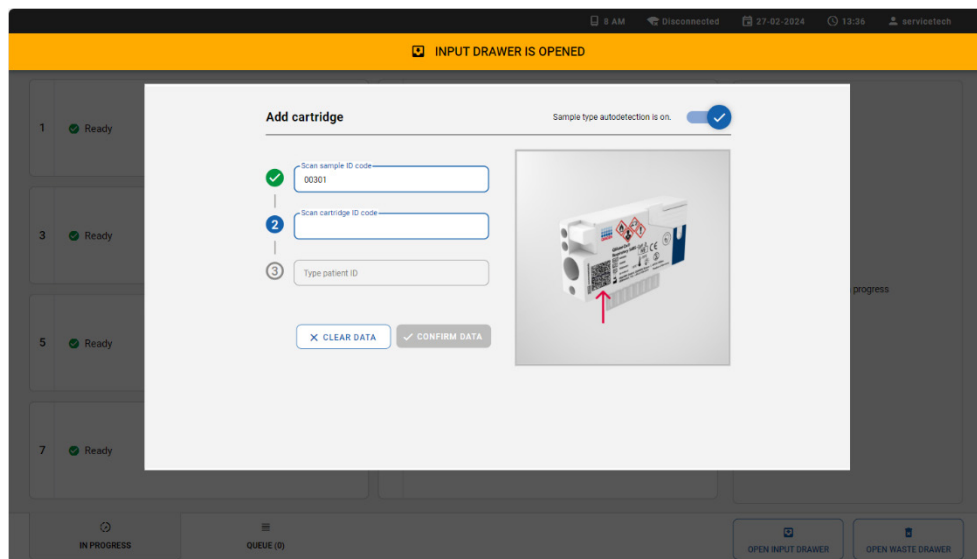 8 AM Disconnected 27-02-2024 13:36 servicetech
INPUT DRAWER IS OPENED
Add cartridge
Sample type autodetection is on.
1 Ready
Scan sample ID code
00301
2
Scan cartridge ID code
3 Ready
3
Type patient ID
progress
CLEAR DATA
CONFIRM DATA
5 Ready
7 Ready
IN PROGRESS
QUEUE (0)
OPEN INPUT DRAWER
OPEN WASTE DRAWER